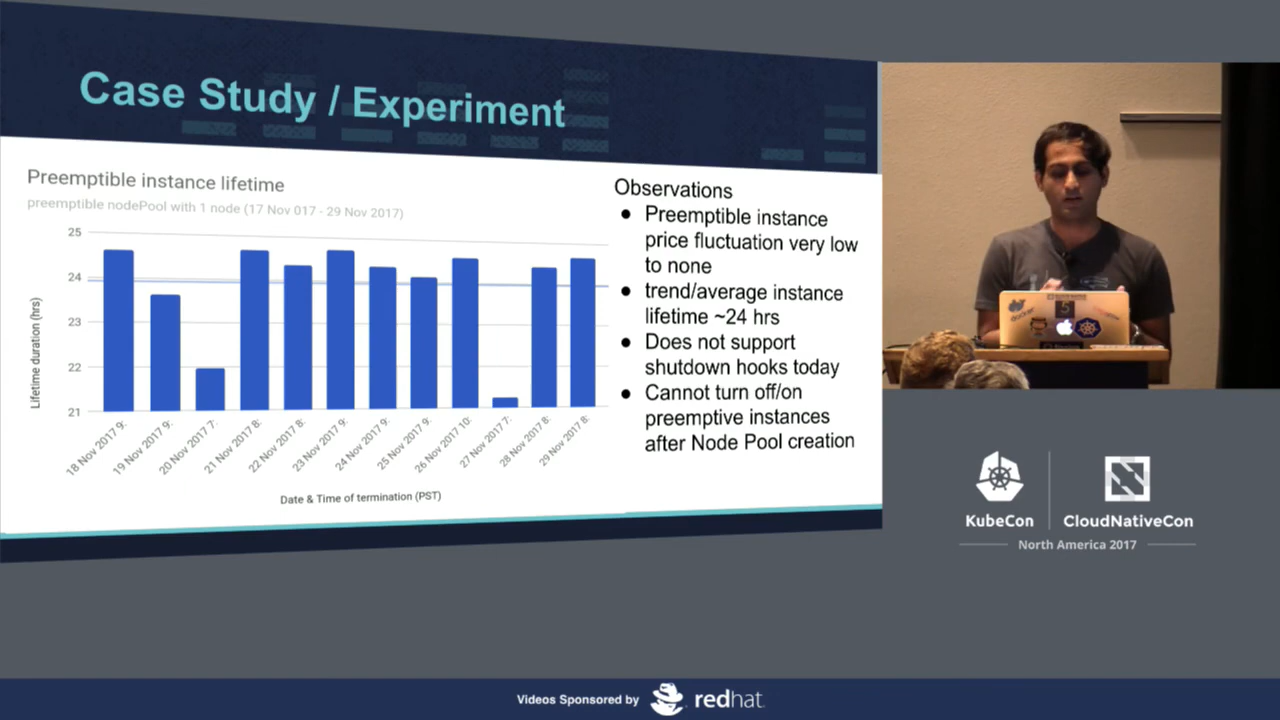 Case Study / Experiment
Preemptible instance lifetime
preemptible nodePool with 1 node (17 Nov 017 - 29 Nov 2017)
25
24
23
22
21
Lifetime duration (hrs)
18 Nov 2017 9:
19 Nov 2017 9:
20 Nov 2017 7:
21 Nov 2017 8:
22 Nov 2017 8:
23 Nov 2017 9:
24 Nov 2017 9:
25 Nov 2017 9:
26 Nov 2017 10:
27 Nov 2017 7:
28 Nov 2017 8:
29 Nov 2017 8:
Date & Time of termination (PST)
Observations
● Preemptible instance
price fluctuation very low
to none
● trend/average instance
lifetime ~24 hrs
● Does not support
shutdown hooks today
● Cannot turn off/on
preemptive instances
after Node Pool creation
KubeCon
CloudNativeCon
North America 2017
Videos Sponsored by
redhat